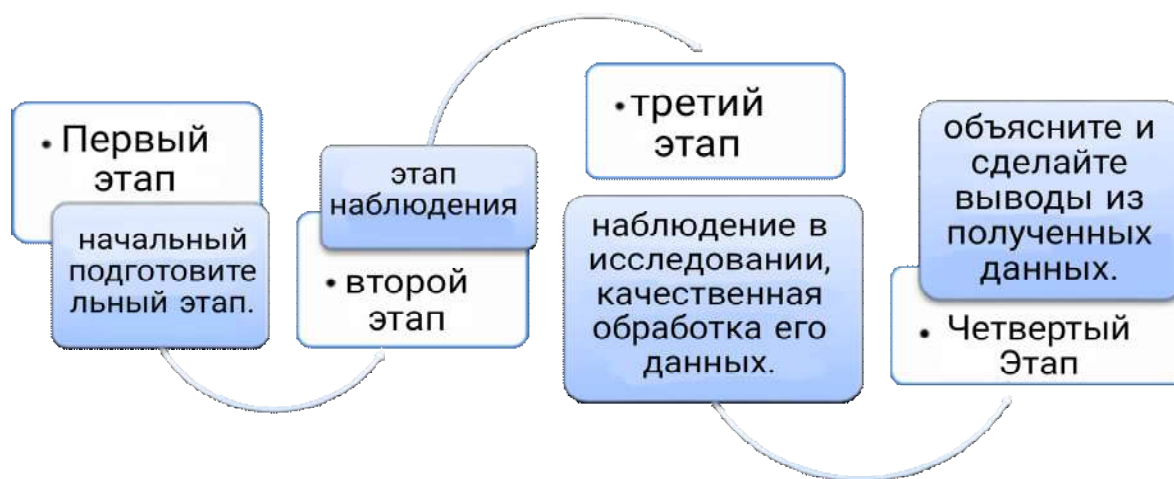 • Первый
этап
начальный
подготовите
льный этап.
этап
наблюдения
• второй
этап
• третий
этап
наблюдение в
исследовании,
качественная
обработка его
данных.
объясните и
сделайте
выводы из
полученных
данных.
• Четвертый
Этап